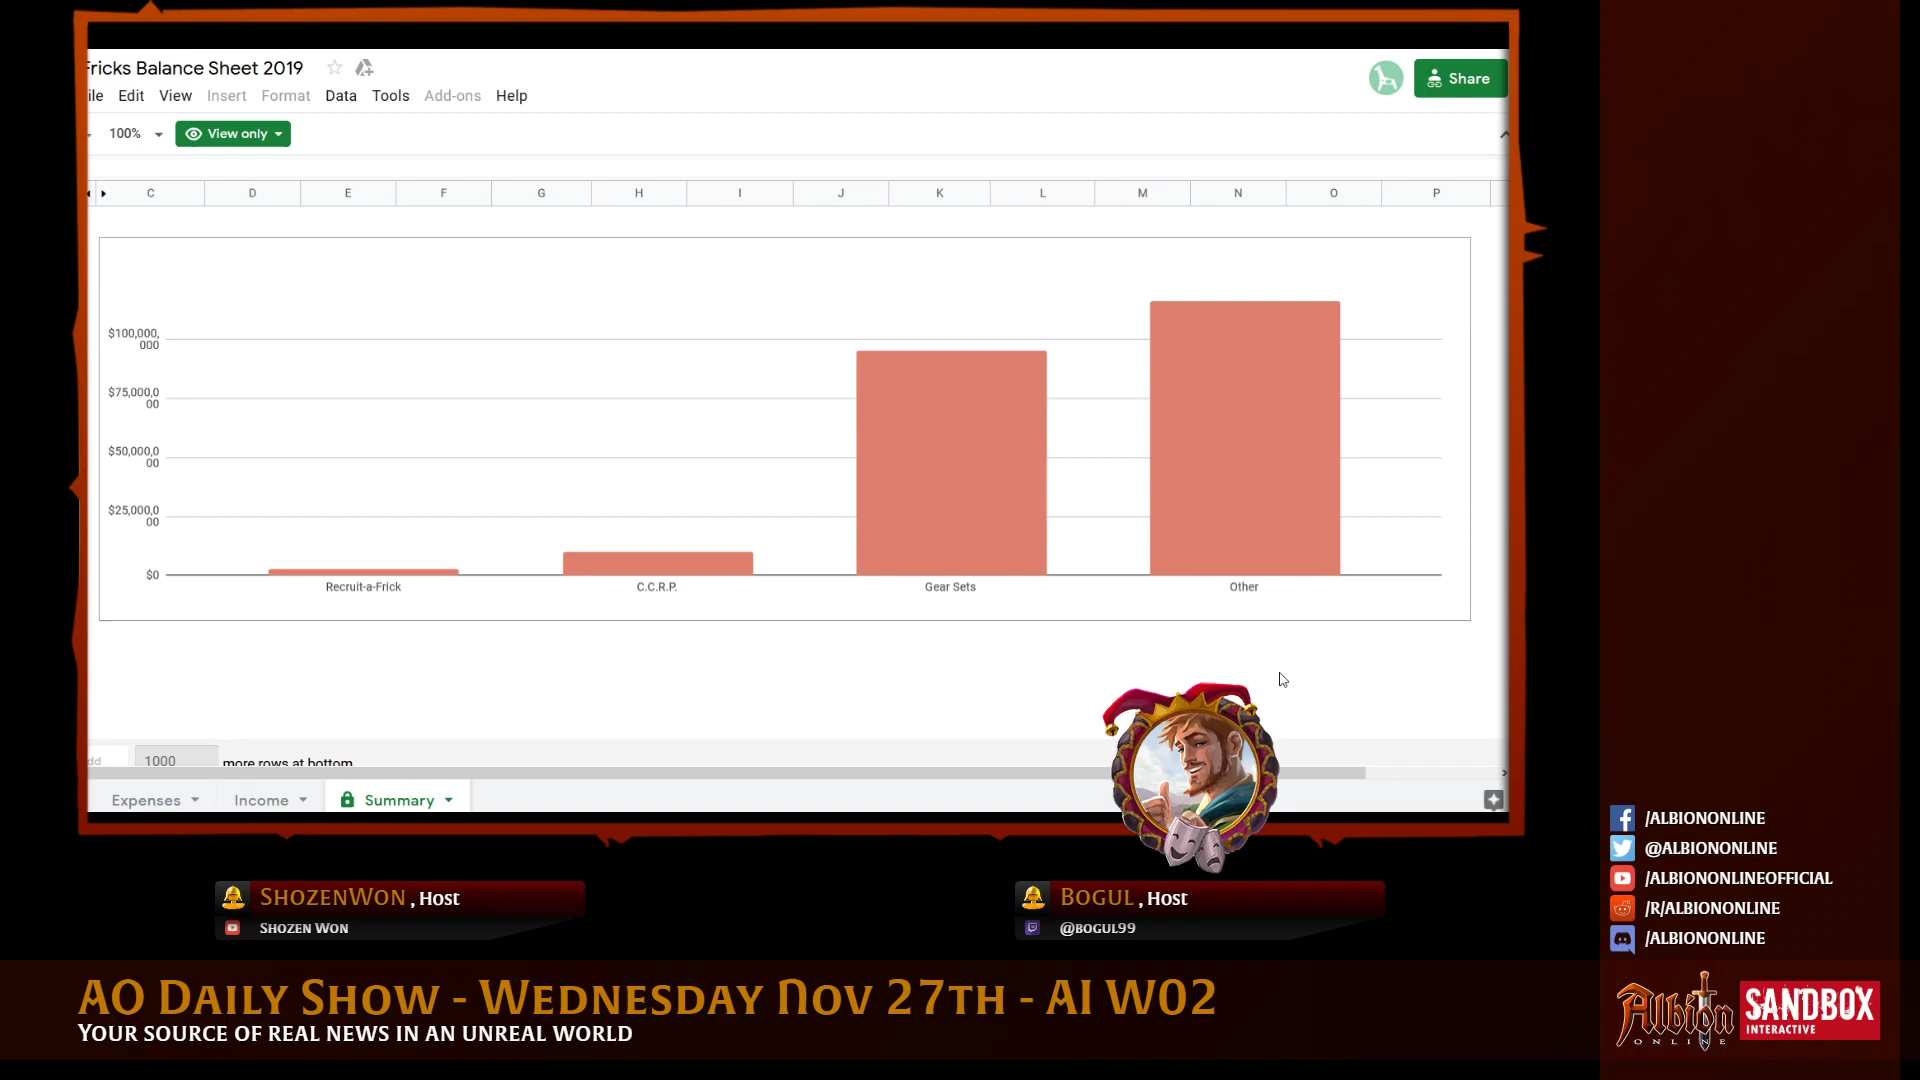 Fricks Balance Sheet 2019
Share
ile Edit View Insert Format Data Tools Add-ons Help
100% View only
C D E F G H I J K L M N O P
$100,000,
000
$75,000,0
00
$50,000,0
00
$25,000,0
00
$0
Recruit-a-Frick C.C.R.P. Gear Sets Other
dd 1000 more rows at bottom
Expenses Income Summary
ShozenWon , Host
Shozen Won
Bogul , Host
@bogul99
/ALBIONONLINE
@ALBIONONLINE
/ALBIONONLINEOFFICIAL
/R/ALBIONONLINE
/ALBIONONLINE
AO Daily Show - Wednesday Nov 27th - AI W02
Your source of real news in an unreal world
Albion
ONLINE
SANDBOX
INTERACTIVE